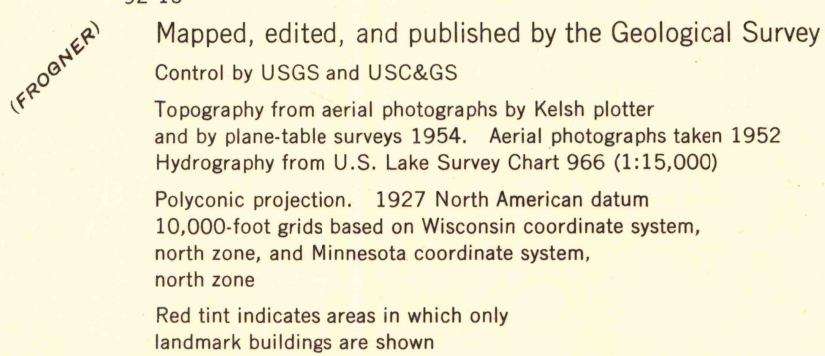 (FROGNER)
Mapped, edited, and published by the Geological Survey
Control by USGS and USC&GS
Topography from aerial photographs by Kelsh plotter
and by plane-table surveys 1954. Aerial photographs taken 1952
Hydrography from U.S. Lake Survey Chart 966 (1:15,000)
Polyconic projection. 1927 North American datum
10,000-foot grids based on Wisconsin coordinate system,
north zone, and Minnesota coordinate system,
north zone
Red tint indicates areas in which only
landmark buildings are shown